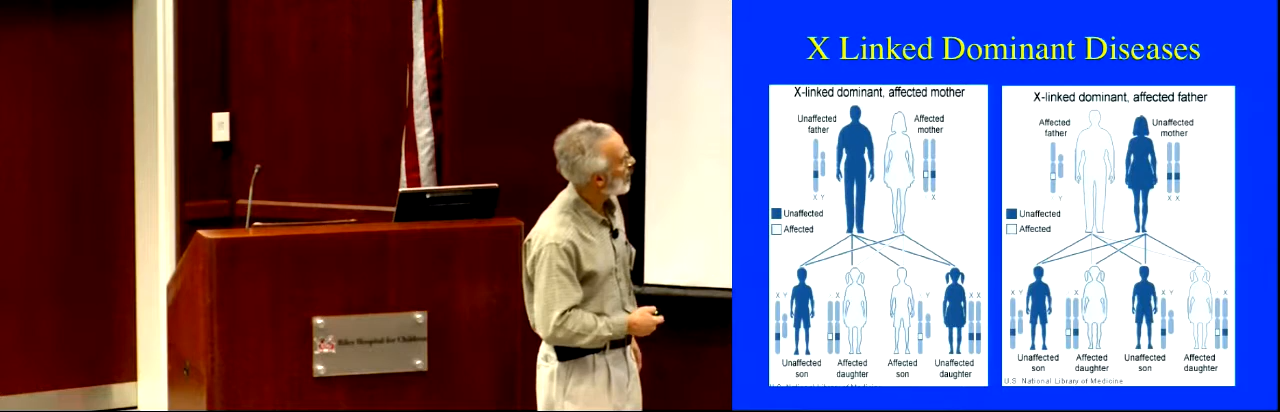 Riley Hospital for Children
X Linked Dominant Diseases
X-linked dominant, affected mother
Unaffected
father
Affected
mother
X Y
X
Unaffected
Affected
X Y
X
Y
X X
Unaffected
son
Affected
daughter
Affected
son
Unaffected
daughter
U.S. National Library of Medicine
X-linked dominant, affected father
Affected
father
Unaffected
mother
Y
X X
Unaffected
Affected
X Y
X
X Y
X
Unaffected
son
Affected
daughter
Unaffected
son
Affected
daughter
U.S. National Library of Medicine